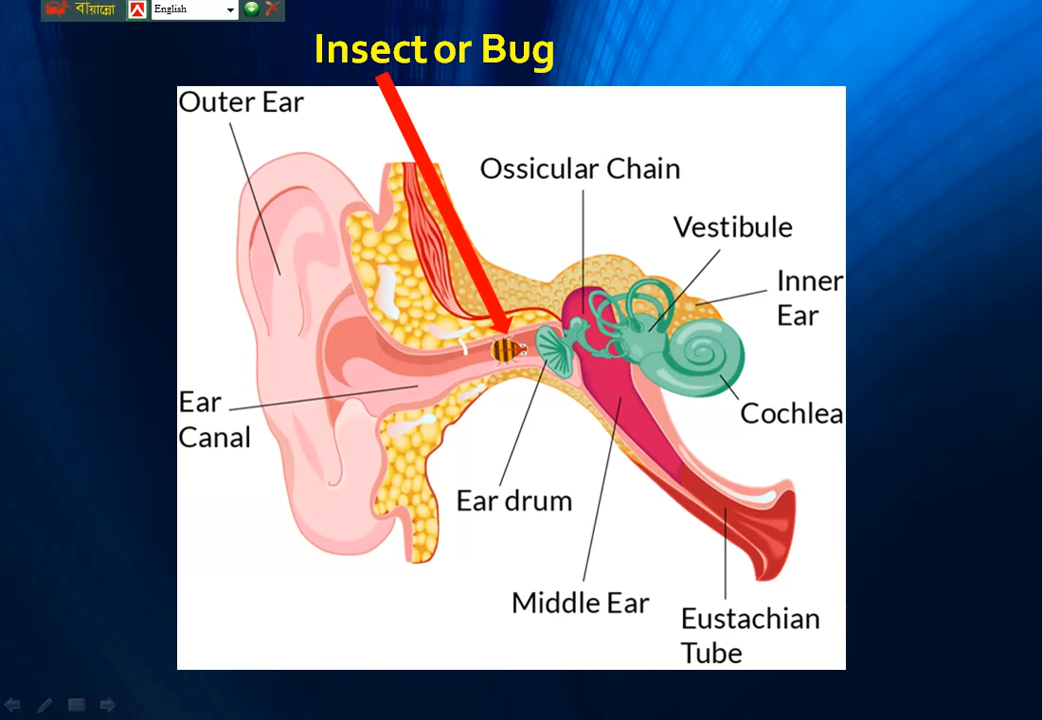 বাঁয়ান্নো
English
Insect or Bug
Outer Ear
Ossicular Chain
Vestibule
Inner
Ear
Ear
Canal
Cochlea
Ear drum
Middle Ear
Eustachian
Tube